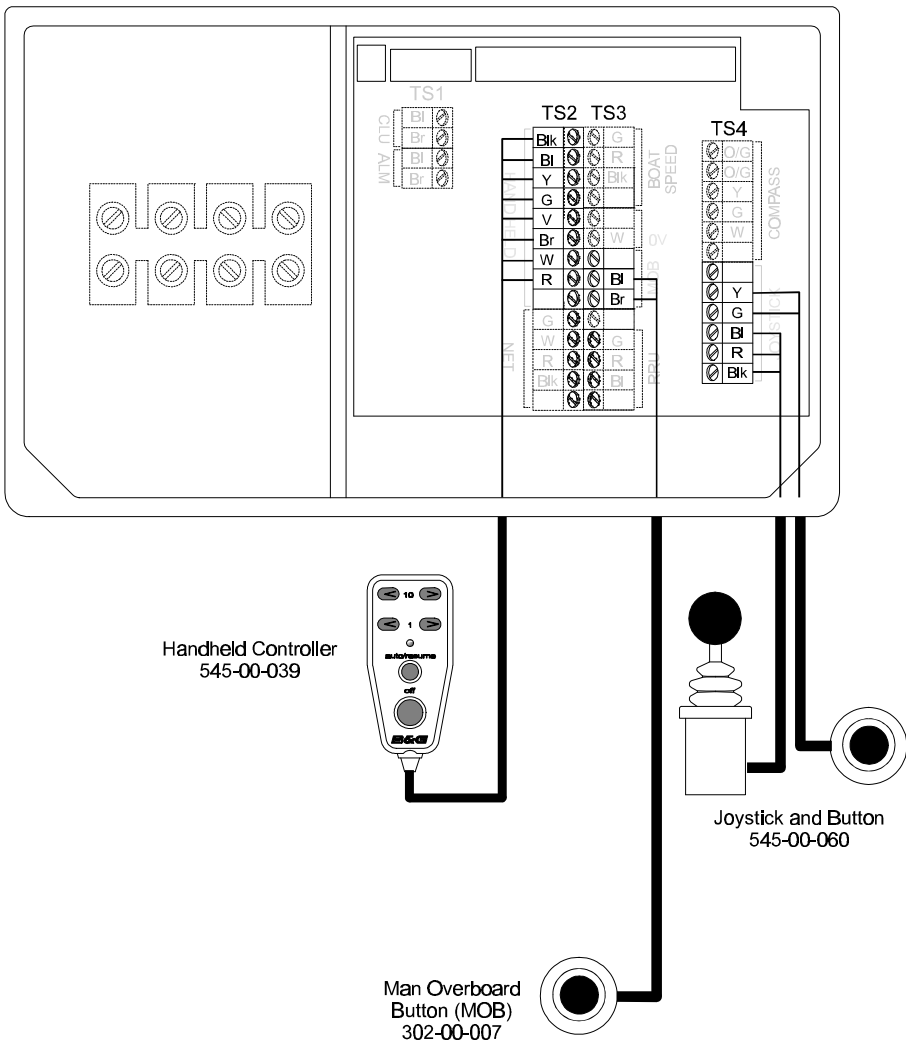 TS1
Bl
Br
Bl
Br
CLU
ALM
TS2 TS3
Blk
Bl
Y
G
V
Br
W
R
HAND HELD
G
W
R
Blk
NET
G
R
Blk
BOAT
SPEED
W
0V
Bl
Br
MOB
G
R
Bl
RRU
TS4
O/G
O/G
Y
G
W
COMPASS
Y
G
Bl
R
Blk
JOYSTICK
< 10 >
< 1 >
auto/resume
off
B&G
Handheld Controller
545-00-039
Joystick and Button
545-00-060
Man Overboard
Button (MOB)
302-00-007